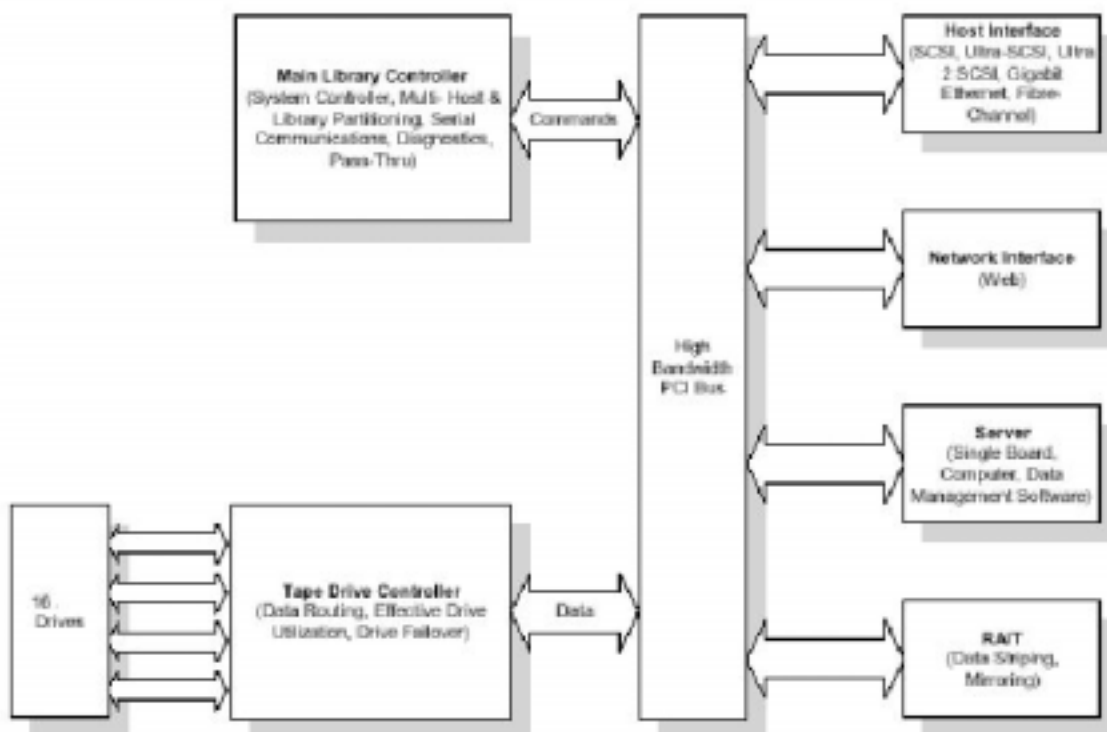 Main Library Controller
(System Controller, Multi- Host &
Library Partitioning, Serial
Communications, Diagnostics,
Pass-Thru)
Commands
High
Bandwidth
PCI Bus
Host Interface
(SCSI, Ultra-SCSI, Ultra
2 SCSI, Gigabit
Ethernet, Fibre-
Channel)
Network Interface
(Web)
Server
(Single Board,
Computer, Data
Management Software)
16
Drives
Tape Drive Controller
(Data Routing, Effective Drive
Utilization, Drive Failover)
Data
RAIT
(Data Striping,
Mirroring)